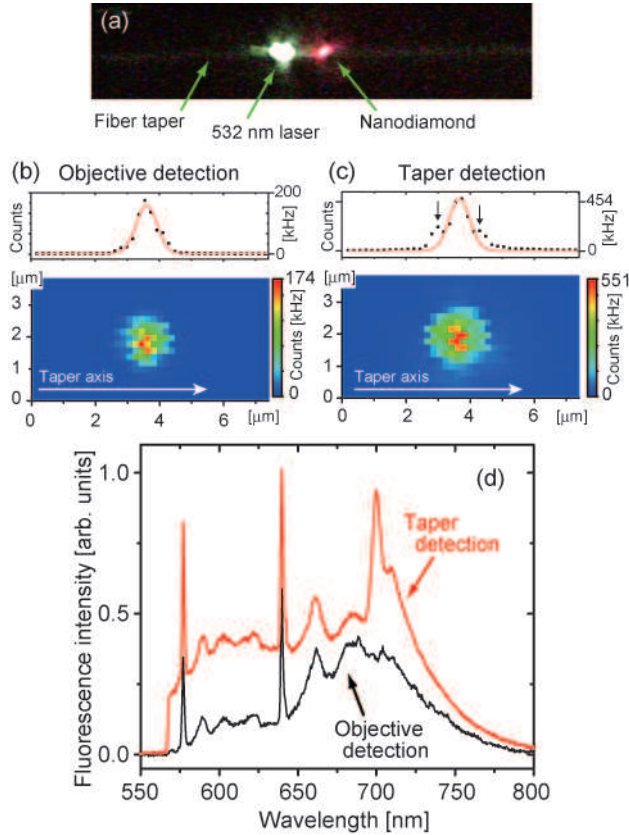 (a)
Fiber taper
532 nm laser
Nanodiamond
(b) Objective detection
Counts
200
0
[kHz]
[μm]
3
2
1
0
Taper axis
0 2 4 6 [μm]
174
0
Counts [kHz]
(c) Taper detection
Counts
454
0
[kHz]
[μm]
3
2
1
0
Taper axis
0 2 4 6 [μm]
551
0
Counts [kHz]
(d)
Fluorescence intensity [arb. units]
1.0
0.5
0.0
Taper
detection
Objective
detection
550 600 650 700 750 800
Wavelength [nm]